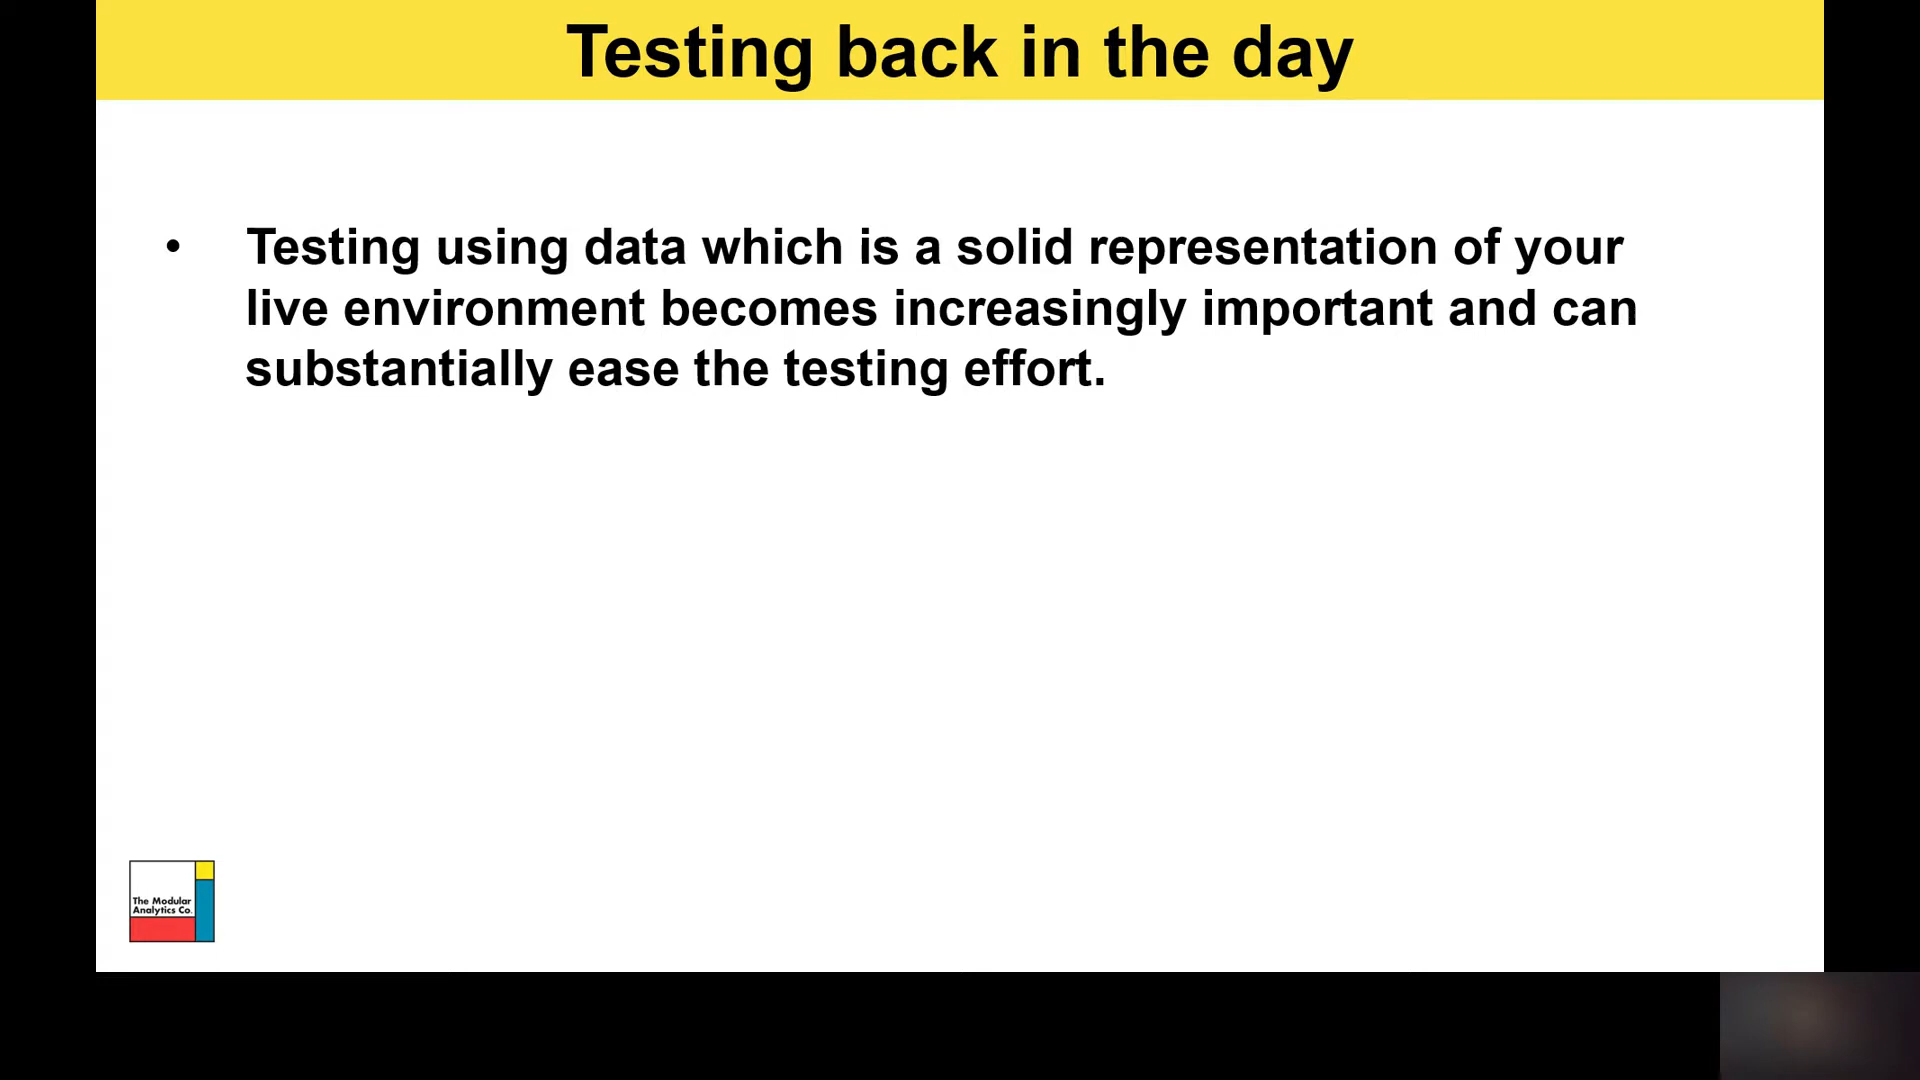 Testing back in the day
• Testing using data which is a solid representation of your
live environment becomes increasingly important and can
substantially ease the testing effort.
The Modular
Analytics Co.